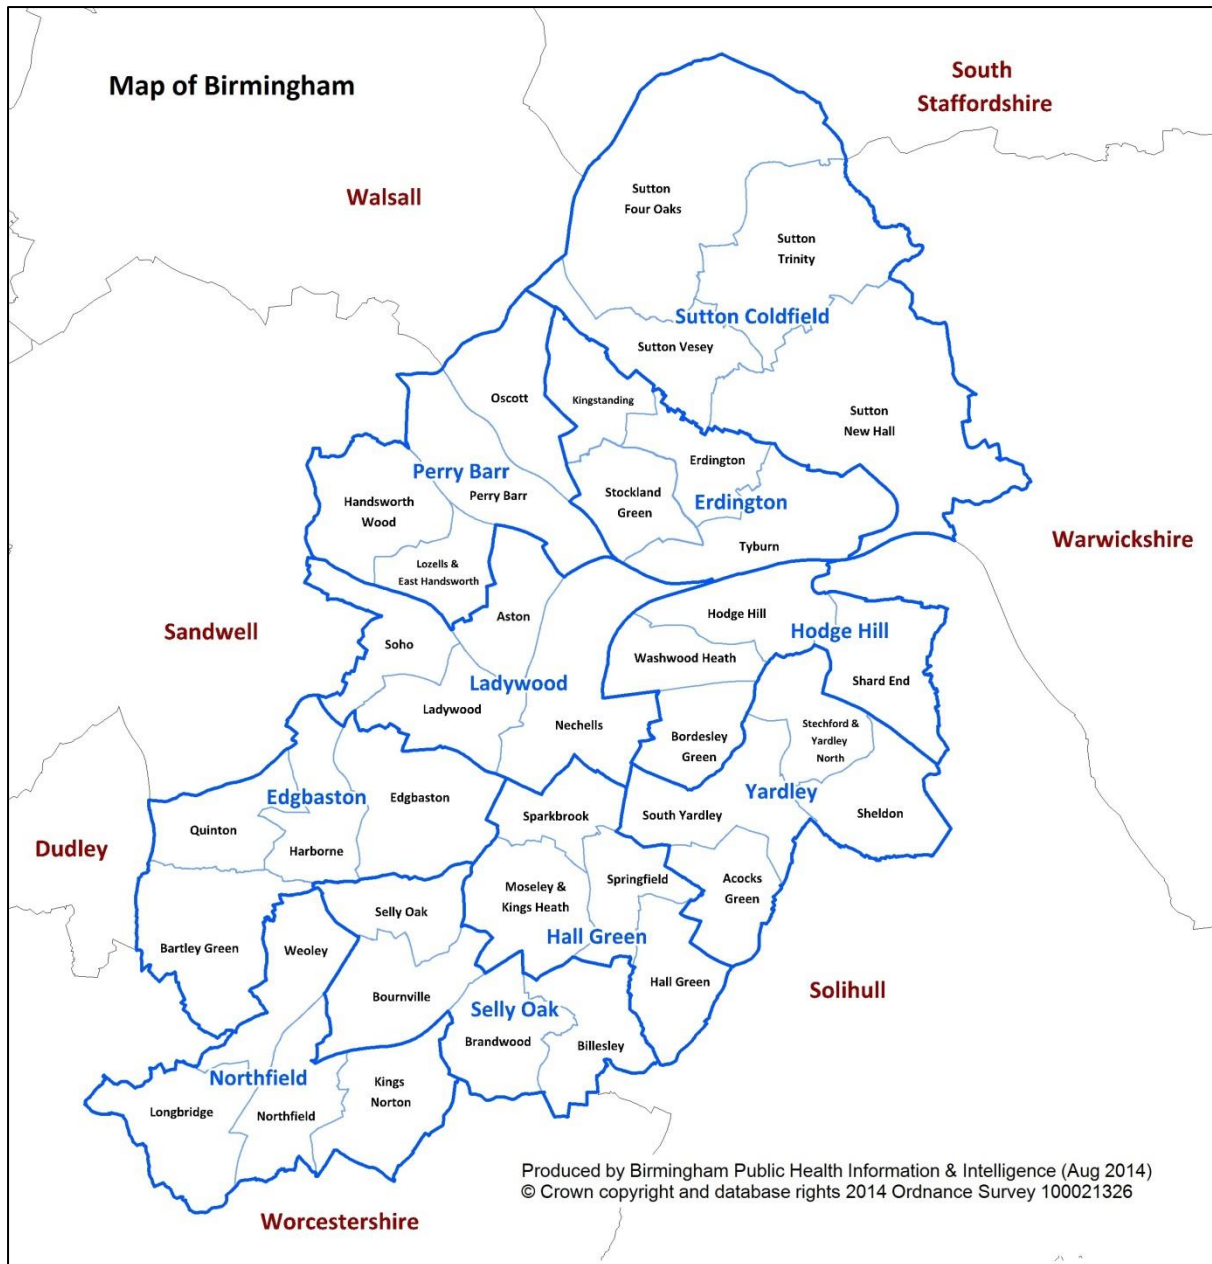 Map of Birmingham
South
Staffordshire
Walsall
Sutton
Four Oaks
Sutton
Trinity
Sutton Coldfield
Sutton Vesey
Oscott
Kingstanding
Sutton
New Hall
Perry Barr
Erdington
Handsworth
Wood
Perry Barr
Stockland
Green
Erdington
Tyburn
Warwickshire
Lozells &
East Handsworth
Aston
Hodge Hill
Hodge Hill
Sandwell
Soho
Washwood Heath
Shard End
Ladywood
Ladywood
Nechells
Bordesley
Green
Stechford &
Yardley
North
Edgbaston
Edgbaston
Yardley
Quinton
Sparkbrook
South Yardley
Sheldon
Dudley
Harborne
Moseley &
Kings Heath
Springfield
Acocks
Green
Selly Oak
Hall Green
Bartley Green
Weoley
Hall Green
Solihull
Bournville
Selly Oak
Brandwood
Billesley
Northfield
Kings
Norton
Longbridge
Northfield
Produced by Birmingham Public Health Information & Intelligence (Aug 2014)
© Crown copyright and database rights 2014 Ordnance Survey 100021326
Worcestershire